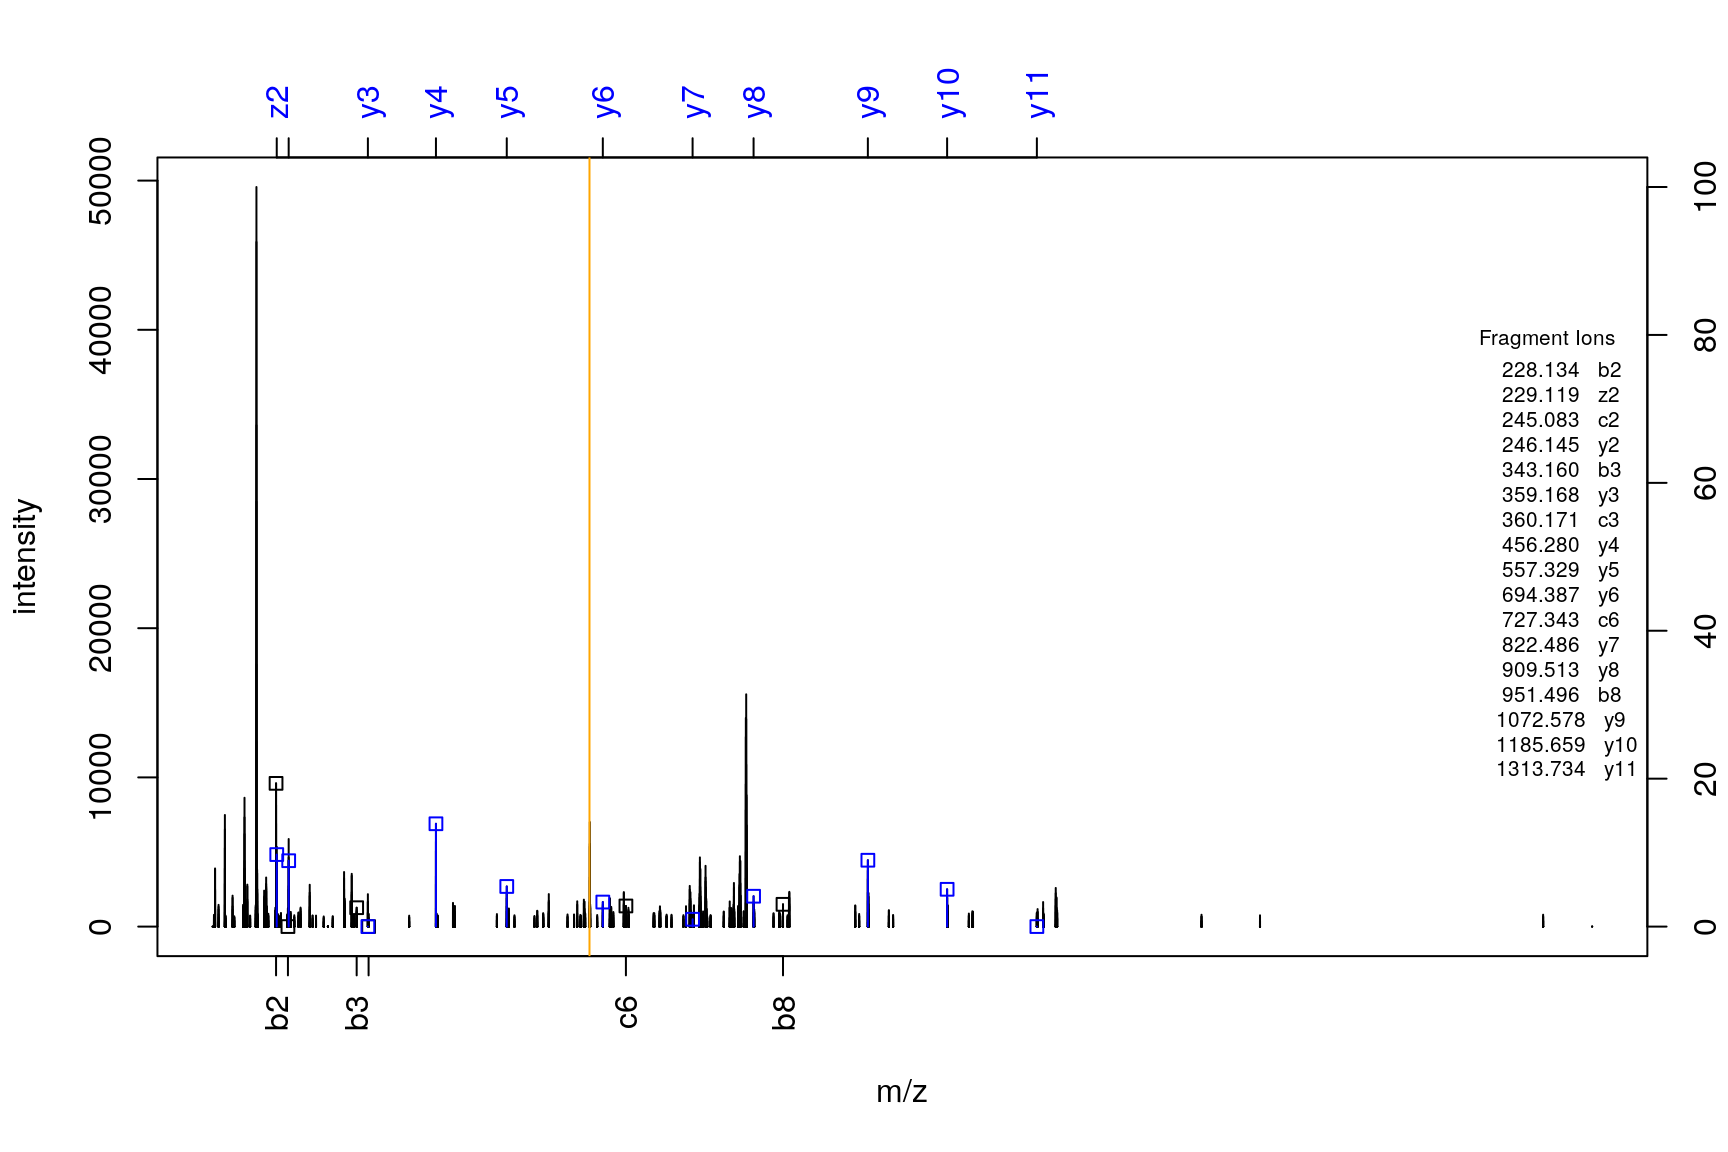 z2 y3 y4 y5 y6 y7 y8 y9 y10 y11
50000
40000
30000
20000
10000
0
intensity
100
80
60
40
20
0
Fragment Ions
228.134 b2
229.119 z2
245.083 c2
246.145 y2
343.160 b3
359.168 y3
360.171 c3
456.280 y4
557.329 y5
694.387 y6
727.343 c6
822.486 y7
909.513 y8
951.496 b8
1072.578 y9
1185.659 y10
1313.734 y11
b2 b3 c6 b8
m/z